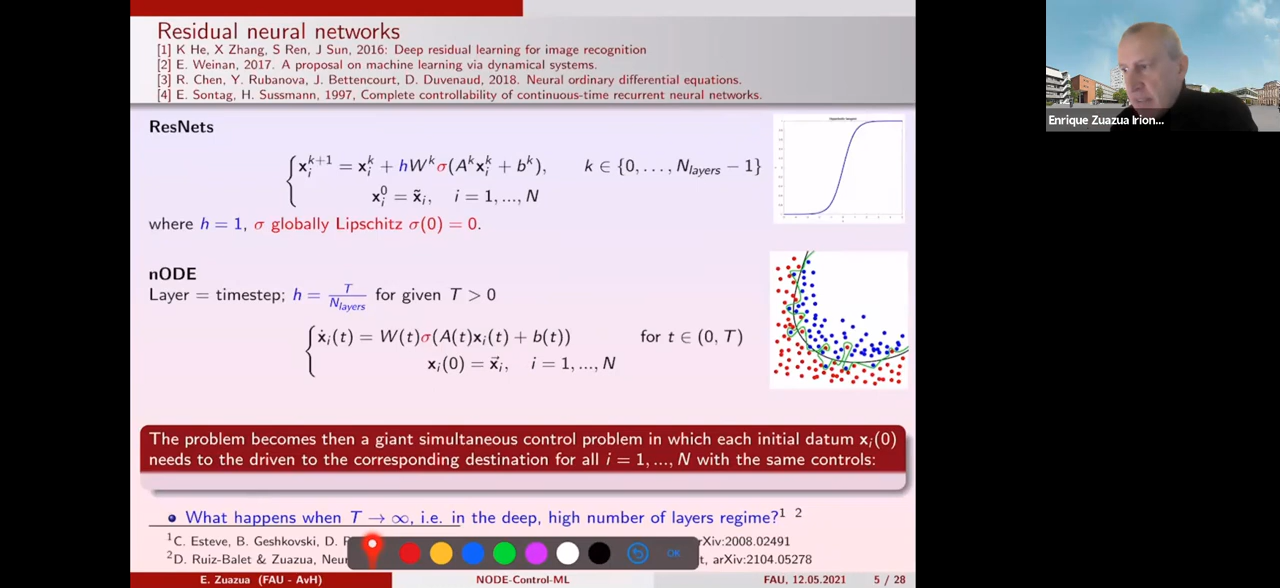 Residual neural networks
[1] K He, X Zhang, S Ren, J Sun, 2016: Deep residual learning for image recognition
[2] E. Weinan, 2017. A proposal on machine learning via dynamical systems.
[3] R. Chen, Y. Rubanova, J. Bettencourt, D. Duvenaud, 2018. Neural ordinary differential equations.
[4] E. Sontag, H. Sussmann, 1997, Complete controllability of continuous-time recurrent neural networks.
Enrique Zuazua Irion...
ResNets
x_i^{k+1} = x_i^k + hW^kσ(A^k x_i^k + b^k), k ∈ {0, . . . , N_layers − 1}
x_i^0 = x̃_i, i = 1, ..., N
where h = 1, σ globally Lipschitz σ(0) = 0.
nODE
Layer = timestep; h = T/N_layers for given T > 0
ẋ_i(t) = W(t)σ(A(t)x_i(t) + b(t)) for t ∈ (0, T)
x_i(0) = x⃗_i, i = 1, ..., N
The problem becomes then a giant simultaneous control problem in which each initial datum x_i(0)
needs to the driven to the corresponding destination for all i = 1, ..., N with the same controls:
• What happens when T → ∞, i.e. in the deep, high number of layers regime?¹ ²
¹C. Esteve, B. Geshkovski, D. arXiv:2008.02491
²D. Ruiz-Balet & Zuazua, arXiv:2104.05278
OK
E. Zuazua (FAU - AvH) NODE-Control-ML FAU, 12.05.2021 5 / 28